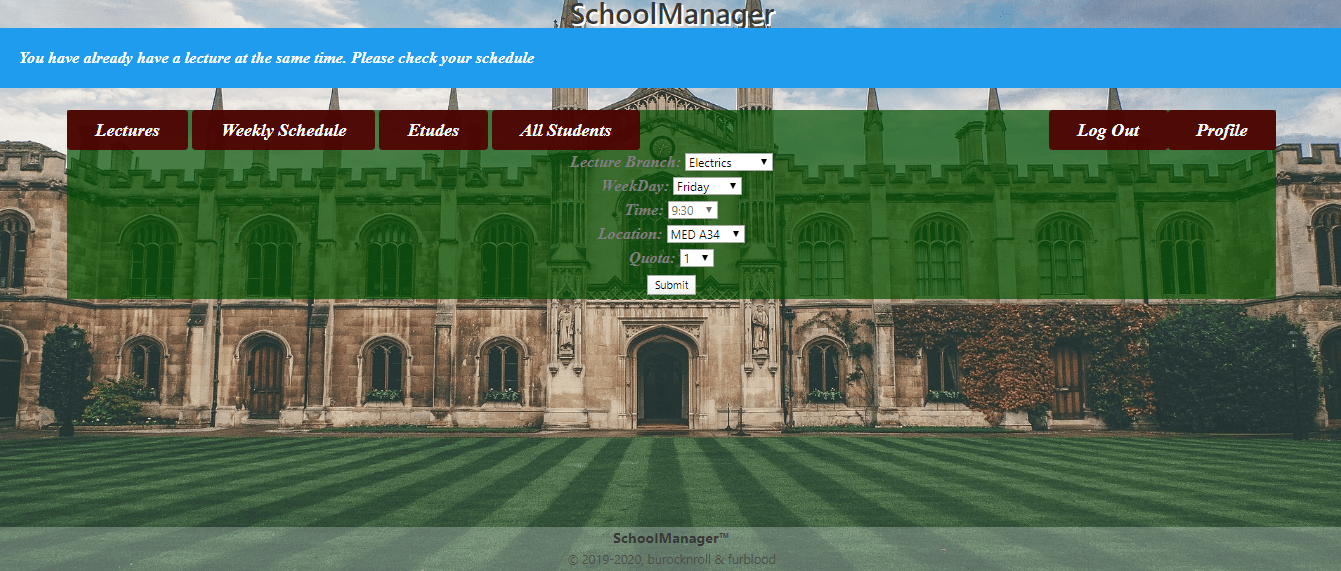 SchoolManager
You have already have a lecture at the same time. Please check your schedule
Lectures Weekly Schedule Etudes All Students Log Out Profile
Lecture Branch: Electrics
WeekDay: Friday
Time: 9:30
Location: MED A34
Quota: 1
Submit
SchoolManager™
© 2019-2020, burocknroll & furblood